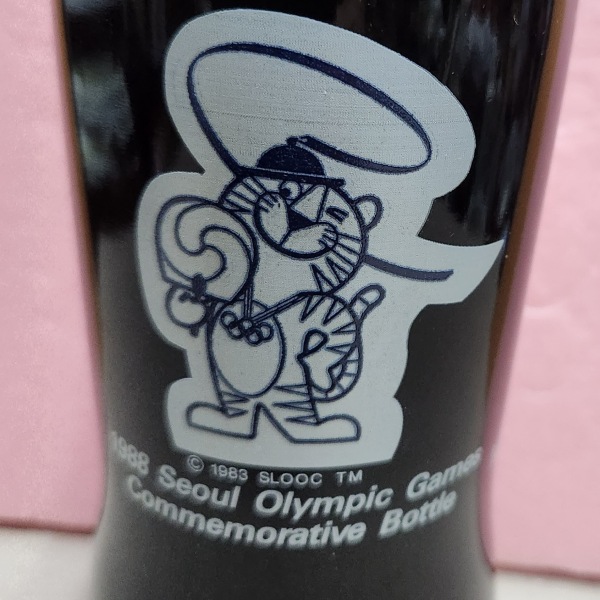 © 1983 SLOOC TM
1988 Seoul Olympic Games
Commemorative Bottle